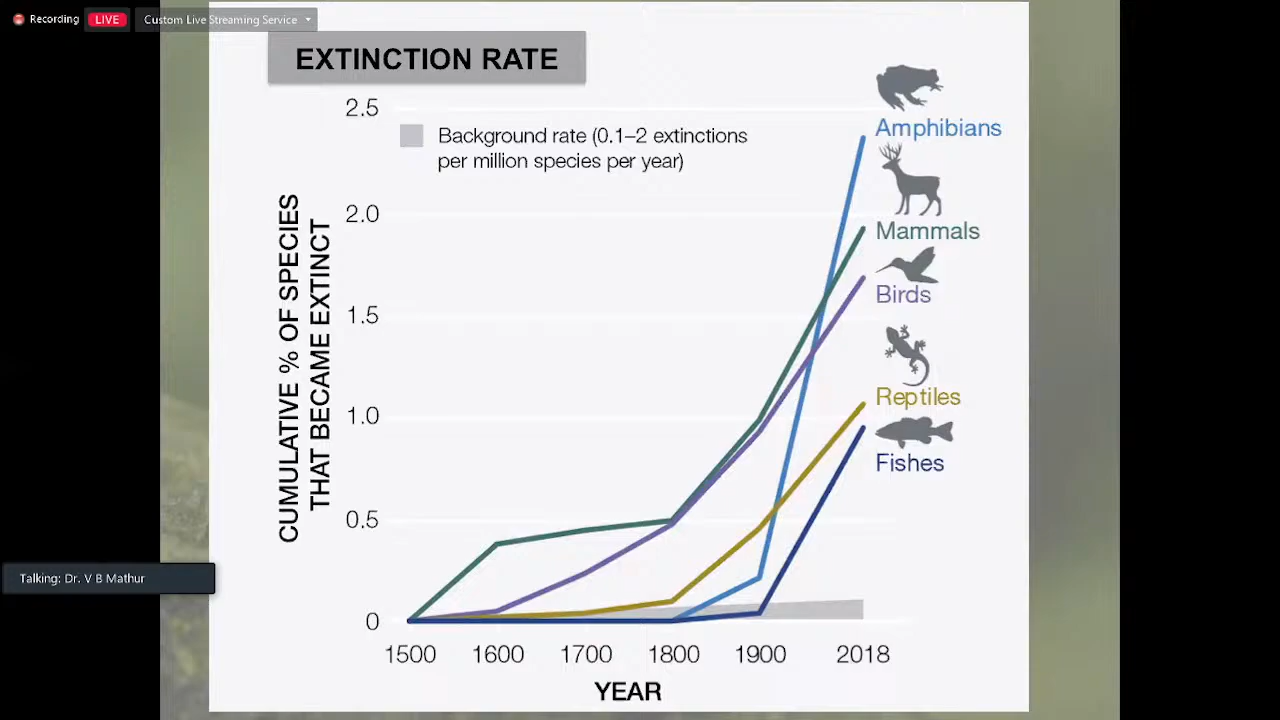 Recording LIVE Custom Live Streaming Service
EXTINCTION RATE
2.5
Background rate (0.1–2 extinctions
per million species per year)
Amphibians
CUMULATIVE % OF SPECIES
THAT BECAME EXTINCT
2.0
Mammals
Birds
1.5
Reptiles
1.0
Fishes
0.5
Talking: Dr. V B Mathur
0
1500 1600 1700 1800 1900 2018
YEAR